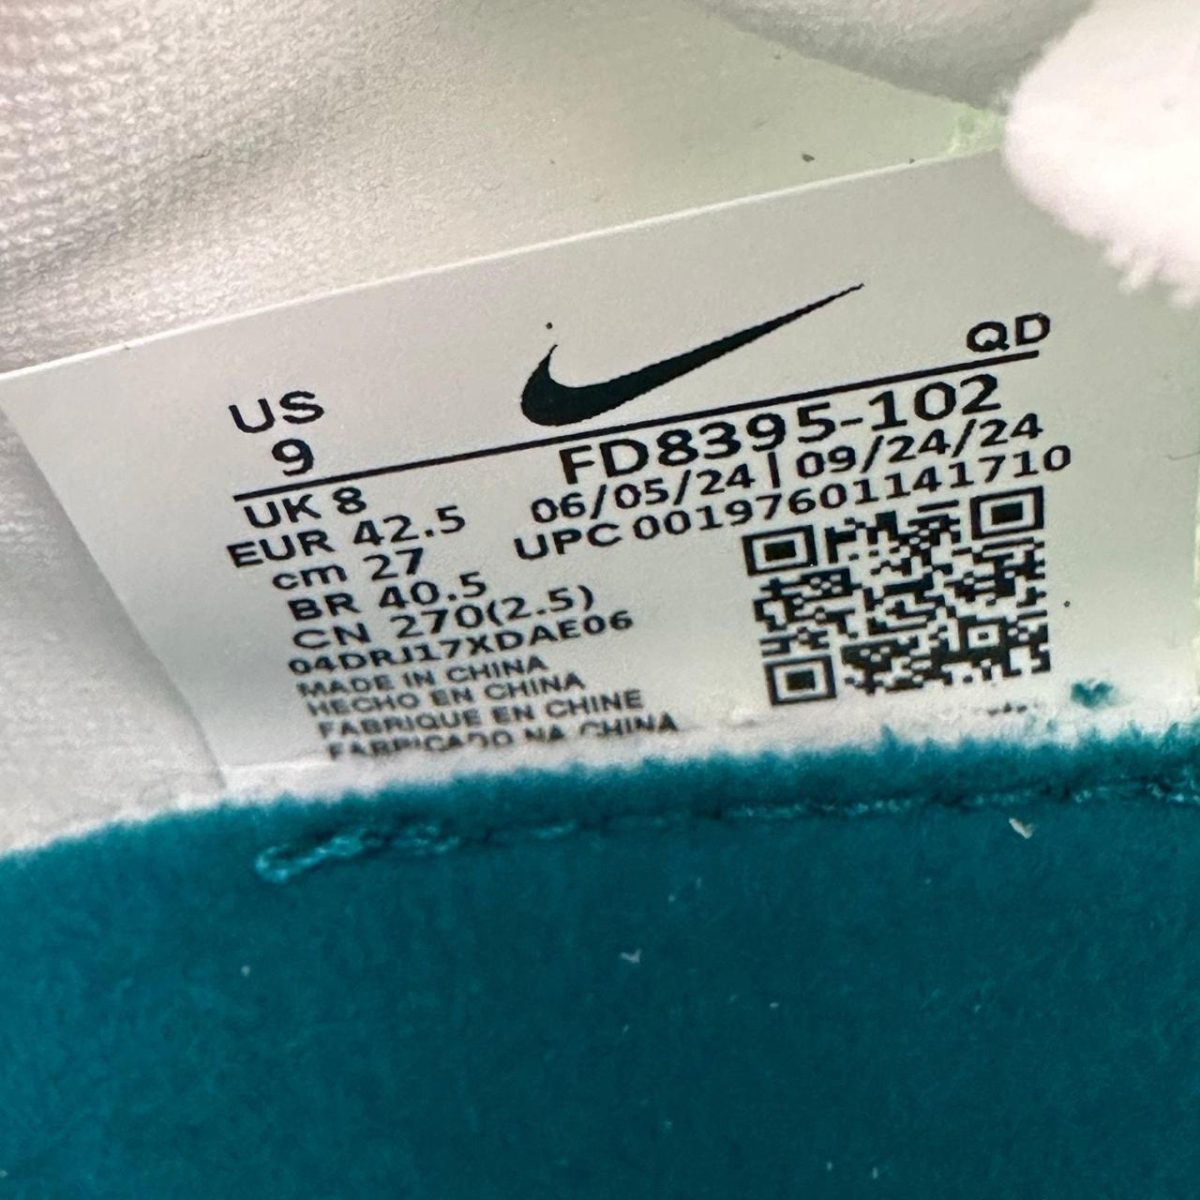 US
9
QD
UK 8
EUR 42.5
cm 27
BR 40.5
CN 270(2.5)
FD8395-102
06/05/24 | 09/24/24
UPC 00197601141710
04DRJ17XDAE06
MADE IN CHINA
HECHO EN CHINA
FABRIQUE EN CHINE
FABRICADO NA CHINA